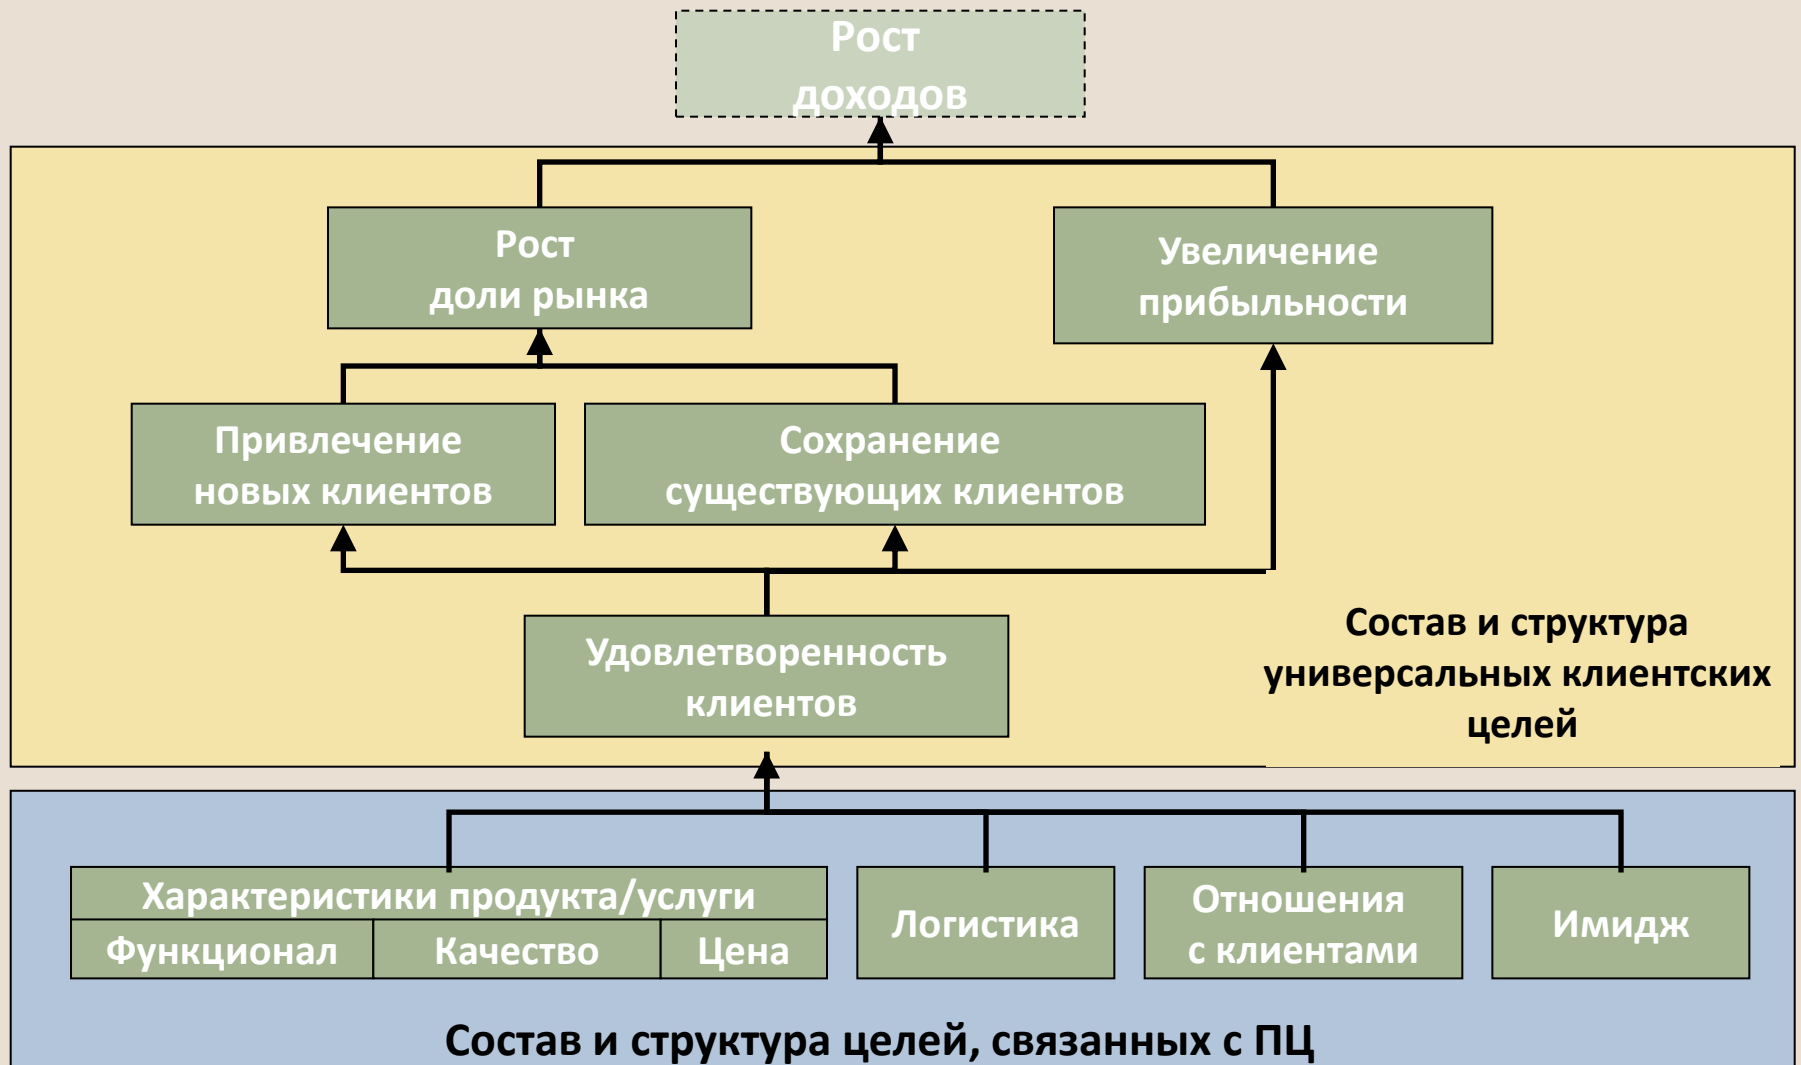 Рост
доходов
Рост
доли рынка
Увеличение
прибыльности
Привлечение
новых клиентов
Сохранение
существующих клиентов
Удовлетворенность
клиентов
Состав и структура
универсальных клиентских
целей
Характеристики продукта/услуги
Функционал
Качество
Цена
Логистика
Отношения
с клиентами
Имидж
Состав и структура целей, связанных с ПЦ